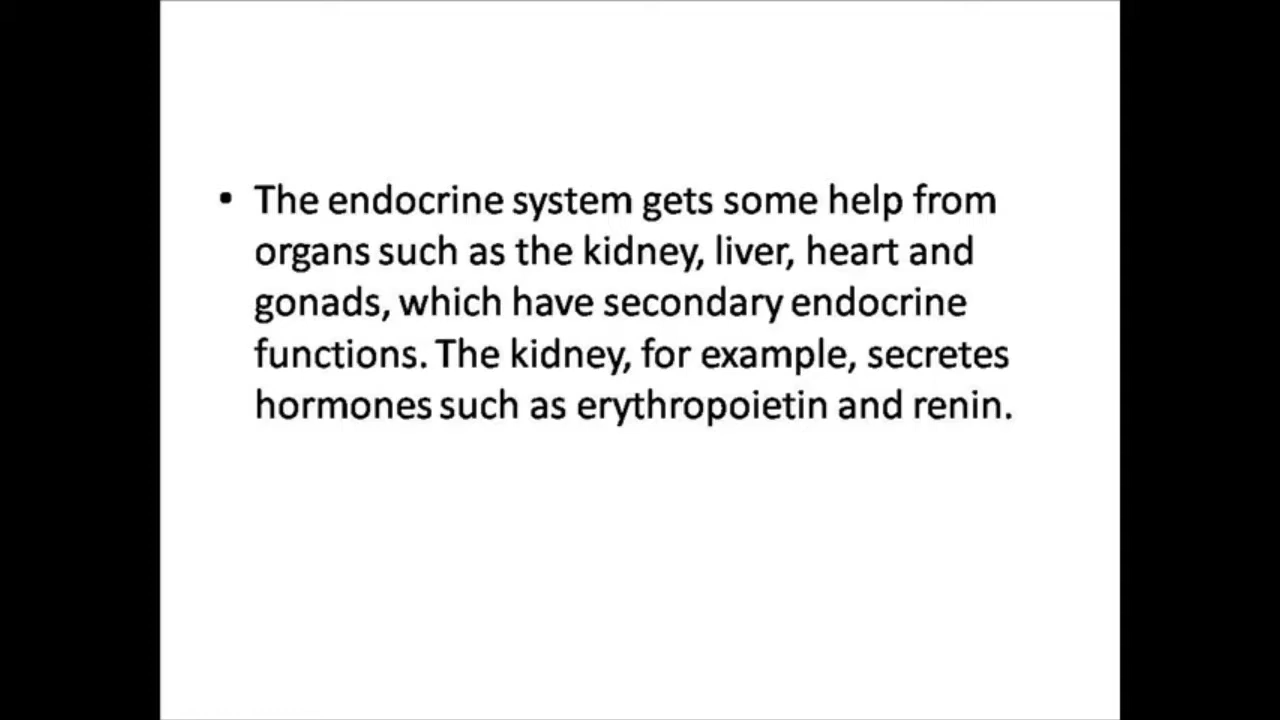 • The endocrine system gets some help from
organs such as the kidney, liver, heart and
gonads, which have secondary endocrine
functions. The kidney, for example, secretes
hormones such as erythropoietin and renin.